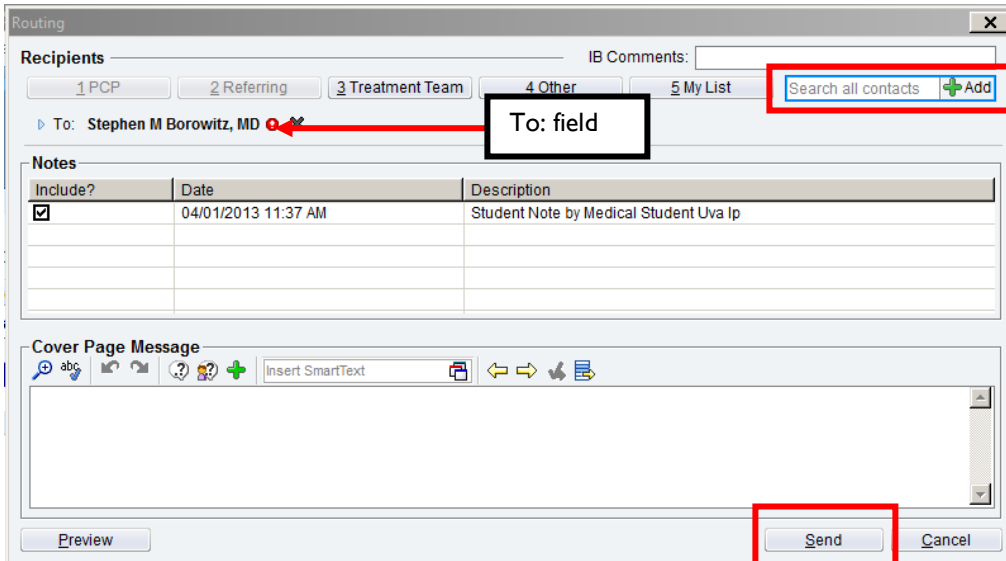 Routing
Recipients IB Comments:
1 PCP 2 Referring 3 Treatment Team 4 Other 5 My List Search all contacts Add
To: Stephen M Borowitz, MD To: field
Notes
Include? Date Description
04/01/2013 11:37 AM Student Note by Medical Student Uva Ip
Cover Page Message
abc Insert SmartText
Preview Send Cancel